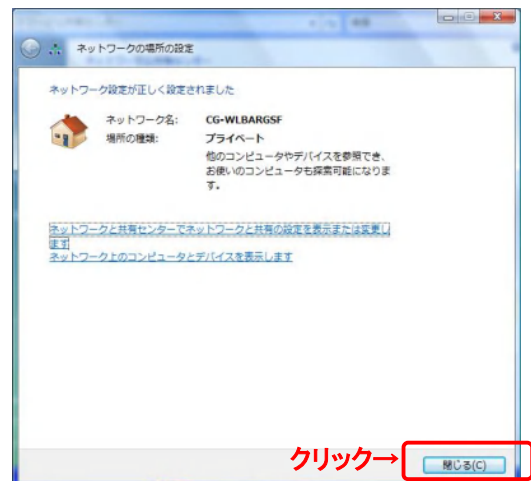 ネットワークの場所の設定
ネットワーク設定が正しく設定されました
ネットワーク名: CG-WLBARGSF
場所の種類: プライベート
他のコンピュータやデバイスを参照でき、
お使いのコンピュータも探索可能になりま
す。
ネットワークと共有センターでネットワークと共有の設定を表示または変更し
ます
ネットワーク上のコンピュータとデバイスを表示します
クリック→
閉じる(C)